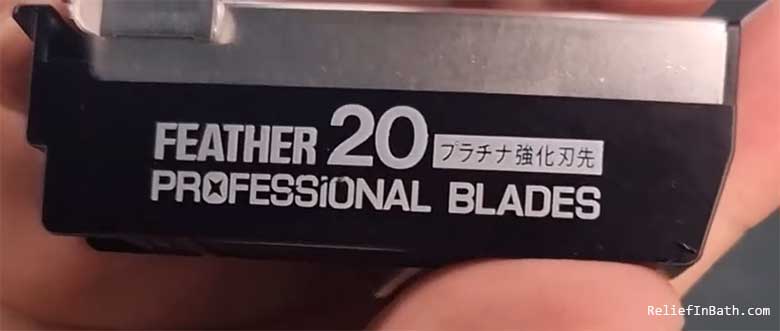 FEATHER 20 プラチナ強化刃先
PROFESSIONAL BLADES
ReliefInBath.com